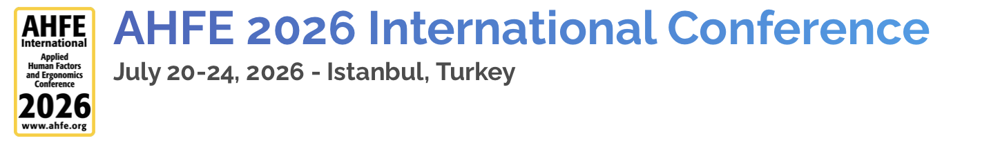 AHFE
International
Applied
Human Factors
and Ergonomics
Conference
2026
www.ahfe.org
AHFE 2026 International Conference
July 20-24, 2026 - Istanbul, Turkey